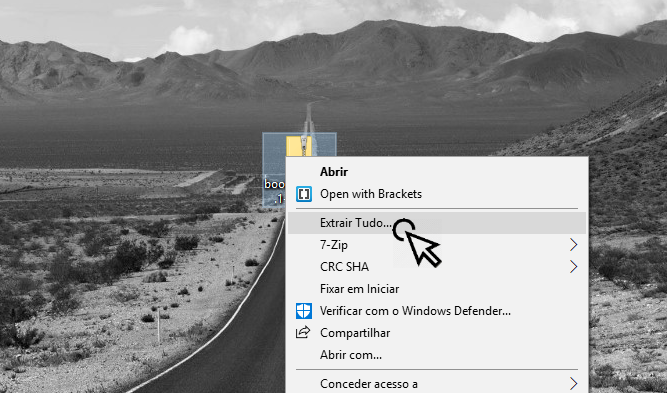 boo
.1
Abrir
Open with Brackets
Extrair Tudo...
7-Zip
CRC SHA
Fixar em Iniciar
Verificar com o Windows Defender...
Compartilhar
Abrir com...
Conceder acesso a